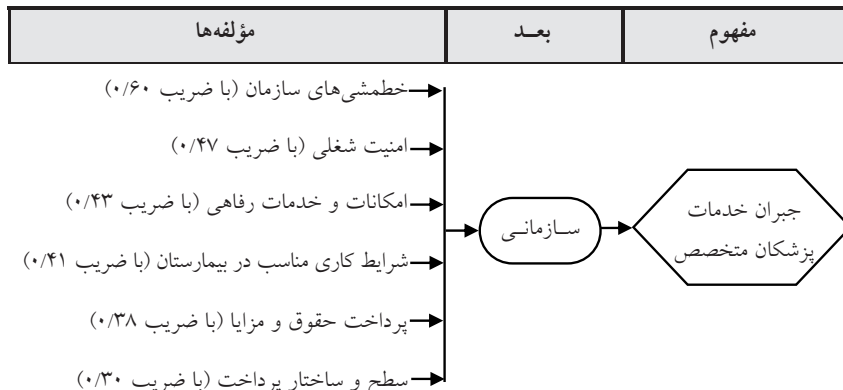 مفهوم
بعـد
مؤلفه‌ها
جبران خدمات
پزشکان متخصص
سـازمانـی
خطمشی‌های سازمان (با ضریب ۰/۶۰)
امنیت شغلی (با ضریب ۰/۴۷)
امکانات و خدمات رفاهی (با ضریب ۰/۴۳)
شرایط کاری مناسب در بیمارستان (با ضریب ۰/۴۱)
پرداخت حقوق و مزایا (با ضریب ۰/۳۸)
سطح و ساختار پرداخت (با ضریب ۰/۳۰)